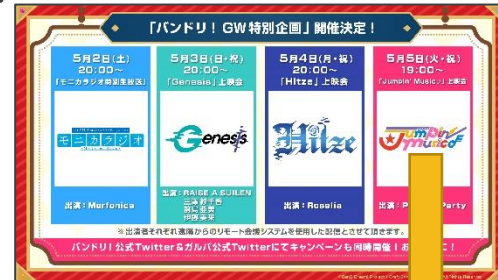 「バンドリ！GW特別企画」開催決定！
5月2日(土)
20:00～
「モニカラジオ特別生放送」
モニカラジオ
出演：Morfonica
5月3日(日・祝)
20:00～
「Genesis」上映会
Genesis
出演：RAISE A SUILEN
5月4日(月・祝)
20:00～
「Hitze」上映会
Hitze
出演：Roselia
5月5日(火・祝)
19:00～
「Jumpin' Music♪」上映会
Jumpin' Music♪
出演：P
Party
※出演者それぞれ遠隔からのリモート会議システムを使用した配信とさせて頂きます。
バンドリ！公式Twitter＆ガルパ公式Twitterにてキャンペーンも同時開催！お
に！